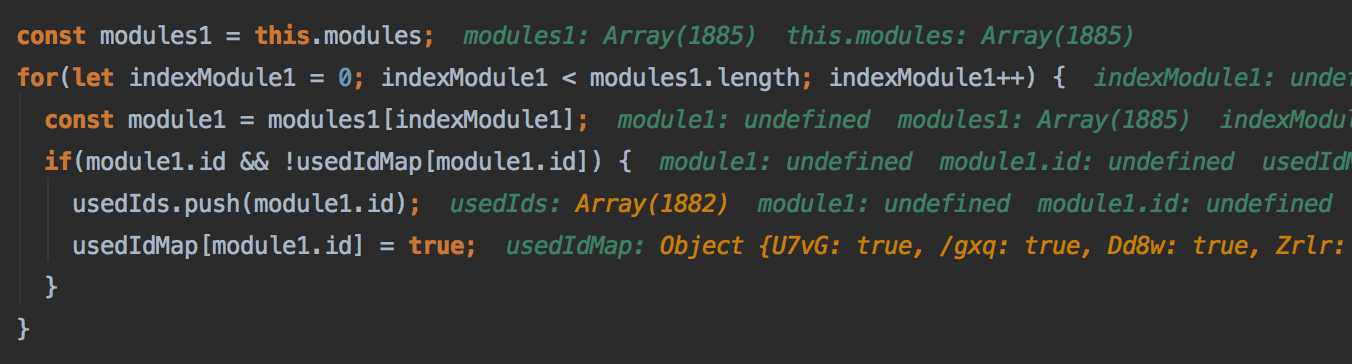 const modules1 = this.modules;  modules1: Array(1885)  this.modules: Array(1885)
for(let indexModule1 = 0; indexModule1 < modules1.length; indexModule1++) {  indexModule1: undef
const module1 = modules1[indexModule1];  module1: undefined  modules1: Array(1885)  indexModul
if(module1.id && !usedIdMap[module1.id]) {  module1: undefined  module1.id: undefined  usedIdM
usedIds.push(module1.id);  usedIds: Array(1882)  module1: undefined  module1.id: undefined
usedIdMap[module1.id] = true;  usedIdMap: Object {U7vG: true, /gxq: true, Dd8w: true, Zrlr:
}
}